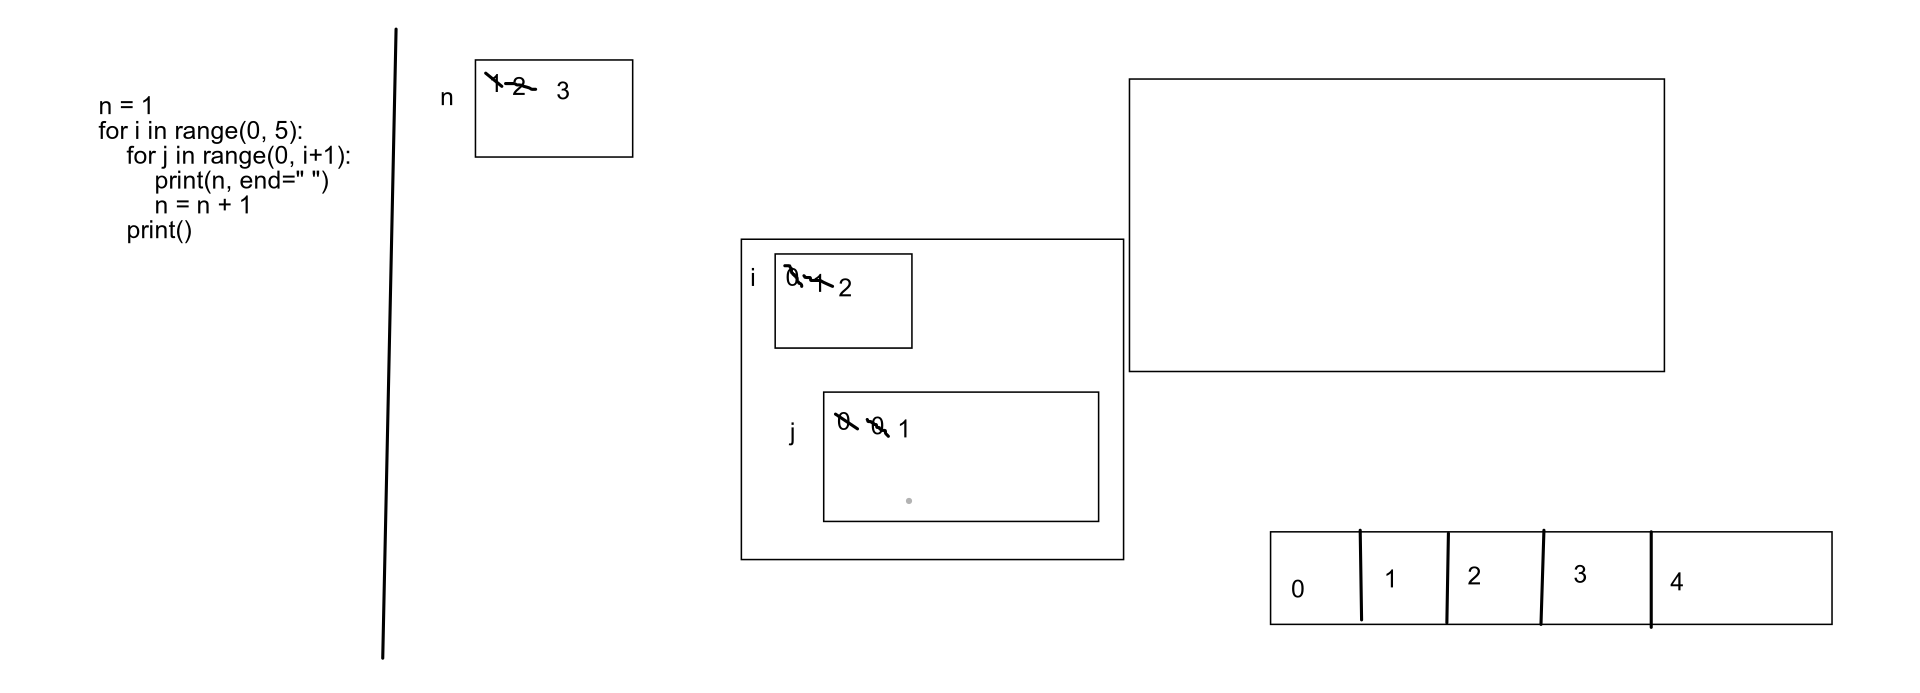 n = 1
for i in range(0, 5):
    for j in range(0, i+1):
        print(n, end=" ")
        n = n + 1
    print()
n
1 2 3
i
0 1 2
j
0 0 1
0 1 2 3 4